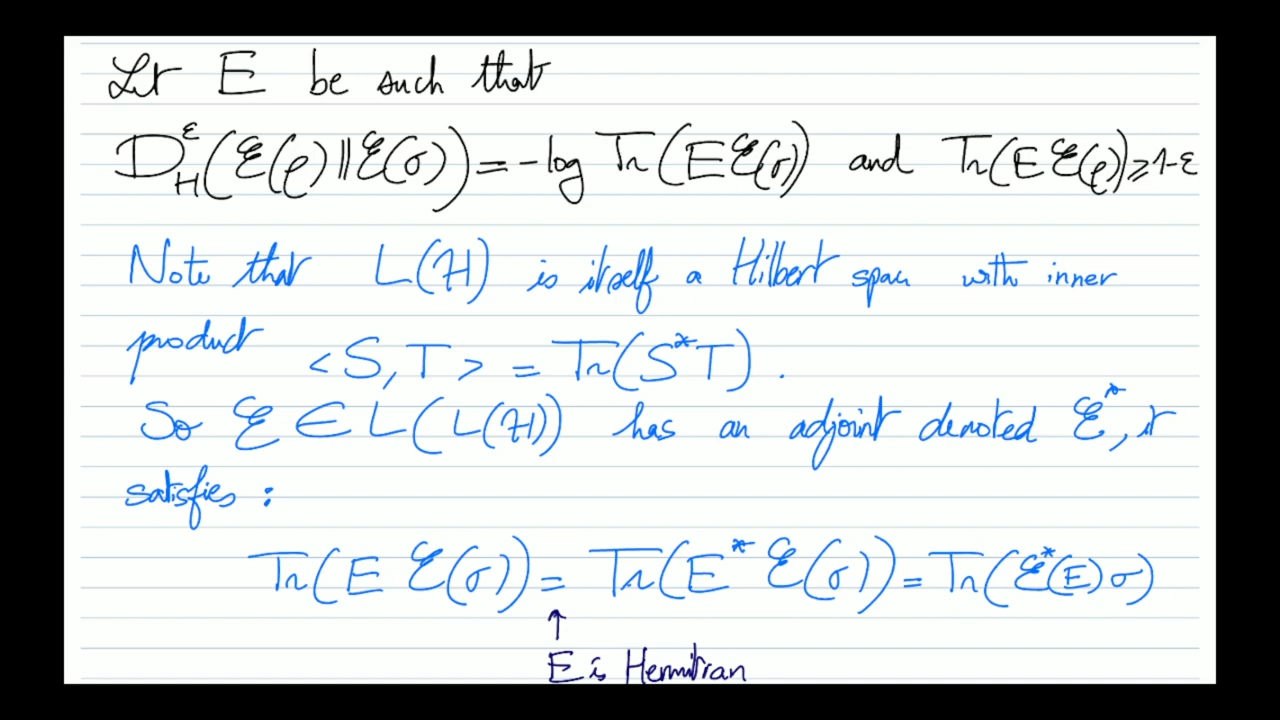 Let E be such that
D_H^ε(ℰ(ρ)||ℰ(σ)) = -log Tr(Eℰ(σ)) and Tr(Eℰ(ρ)) ≥ 1-ε
Note that L(ℋ) is itself a Hilbert space with inner
product <S,T> = Tr(S*T).
So ℰ ∈ L(L(ℋ)) has an adjoint denoted ℰ*, it
satisfies :
Tr(E ℰ(σ)) = Tr(E* ℰ(σ)) = Tr(ℰ*(E)σ)
↑
E is Hermitian